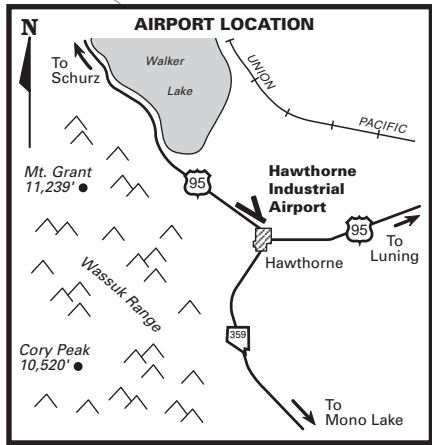 AIRPORT LOCATION
N
To
Schurz
Walker
Lake
UNION
PACIFIC
Mt. Grant
11,239'
95
Hawthorne
Industrial
Airport
95
To
Luning
Hawthorne
Wassuk Range
359
Cory Peak
10,520'
To
Mono Lake